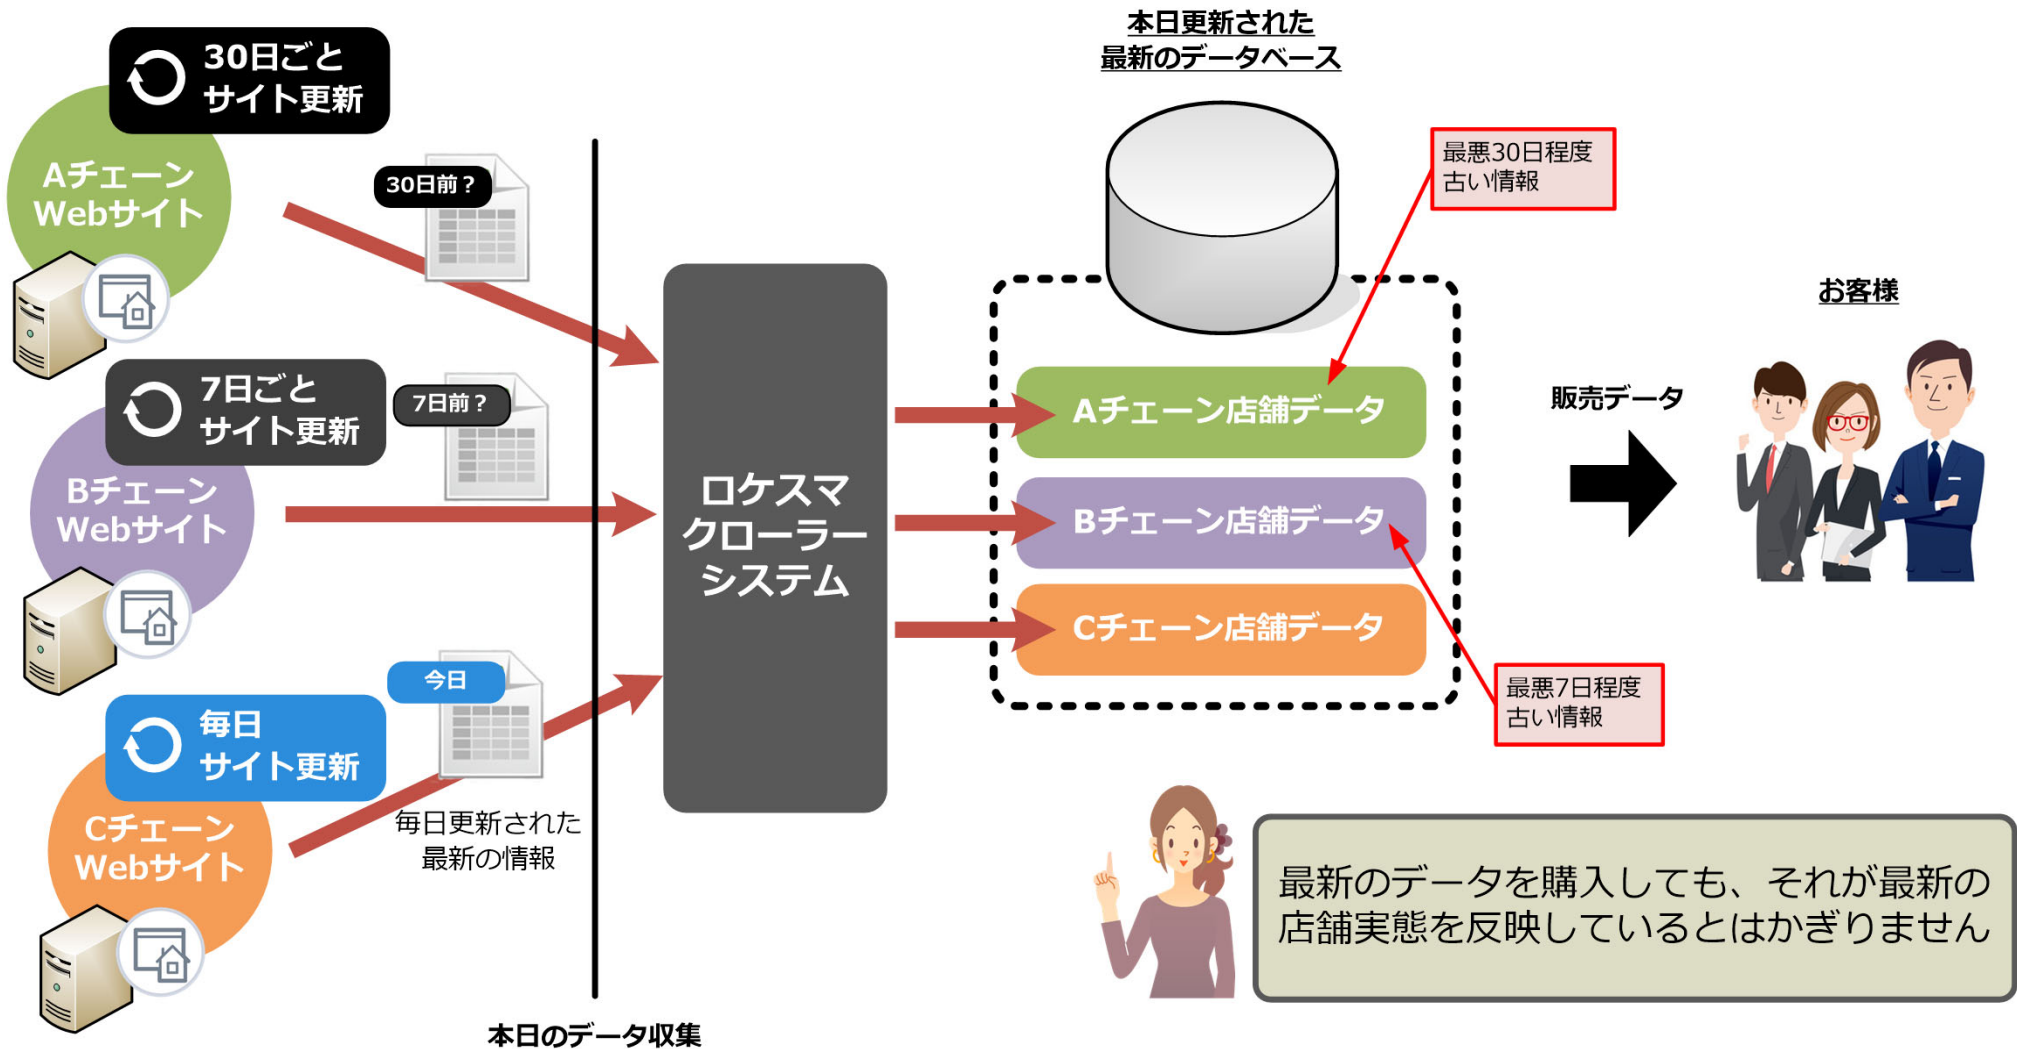 本日更新された
最新のデータベース
30日ごと
サイト更新
Aチェーン
Webサイト
30日前？
最悪30日程度
古い情報
7日ごと
サイト更新
Bチェーン
Webサイト
7日前？
毎日
サイト更新
Cチェーン
Webサイト
今日
毎日更新された
最新の情報
本日のデータ収集
ロケスマ
クローラー
システム
Aチェーン店舗データ
Bチェーン店舗データ
Cチェーン店舗データ
最悪7日程度
古い情報
販売データ
お客様
最新のデータを購入しても、それが最新の
店舗実態を反映しているとはかぎりません